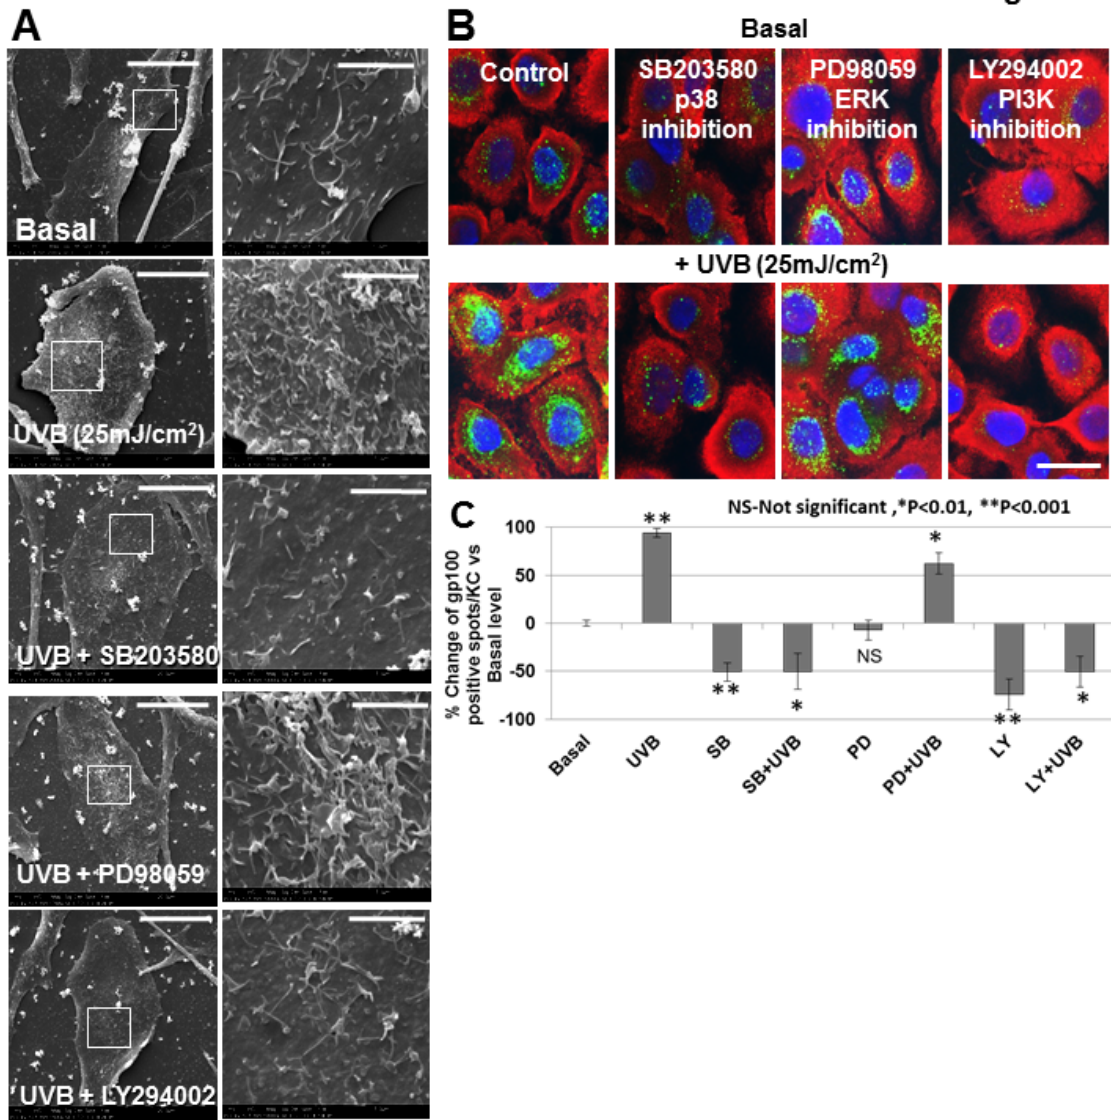 A
Basal
UVB (25mJ/cm²)
UVB + SB203580
UVB + PD98059
UVB + LY294002
B
Basal
Control
SB203580
p38
inhibition
PD98059
ERK
inhibition
LY294002
PI3K
inhibition
+ UVB (25mJ/cm²)
C
NS-Not significant ,*P<0.01, **P<0.001
% Change of gp100
positive spots/KC vs
Basal level
100
50
0
-50
-100
**
**
*
NS
*
**
*
Basal
UVB
SB
SB+UVB
PD
PD+UVB
LY
LY+UVB